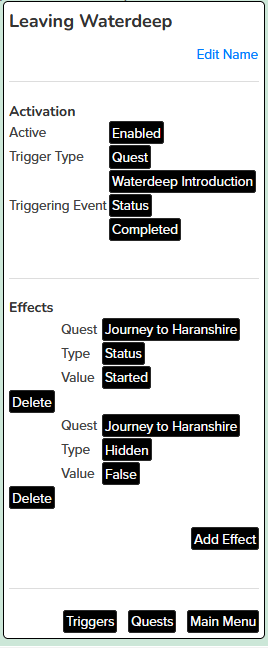 Leaving Waterdeep
Edit Name
Activation
Active Enabled
Trigger Type Quest
Waterdeep Introduction
Triggering Event Status
Completed
Effects
Quest Journey to Haranshire
Type Status
Value Started
Delete
Quest Journey to Haranshire
Type Hidden
Value False
Delete
Add Effect
Triggers Quests Main Menu